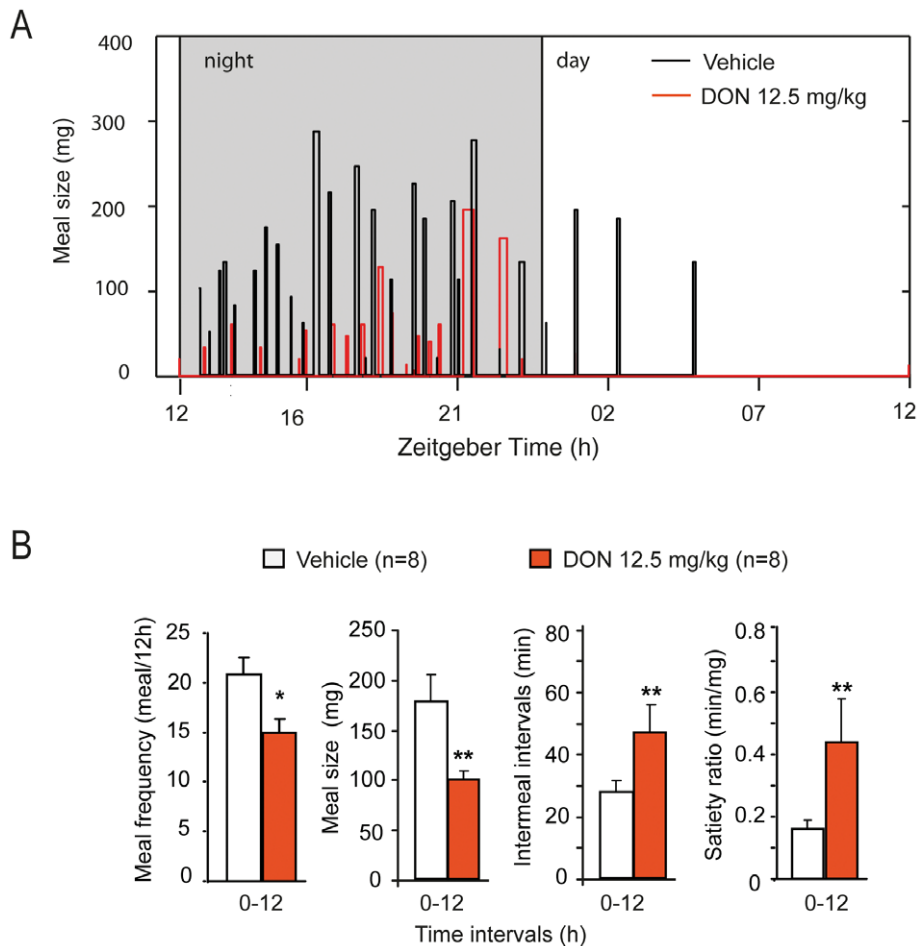 A
400
300
200
100
0
Meal size (mg)
night
day
Vehicle
DON 12.5 mg/kg
12
16
21
02
07
12
Zeitgeber Time (h)
B
Vehicle (n=8)
DON 12.5 mg/kg (n=8)
Meal frequency (meal/12h)
25
20
15
10
5
0
*
0-12
Meal size
(mg)
250
200
150
100
50
0
**
0-12
Intermeal intervals (min)
80
60
40
20
0
**
0-12
Satiety ratio (min/mg)
0.8
0.6
0.4
0.2
0
**
0-12
Time intervals (h)